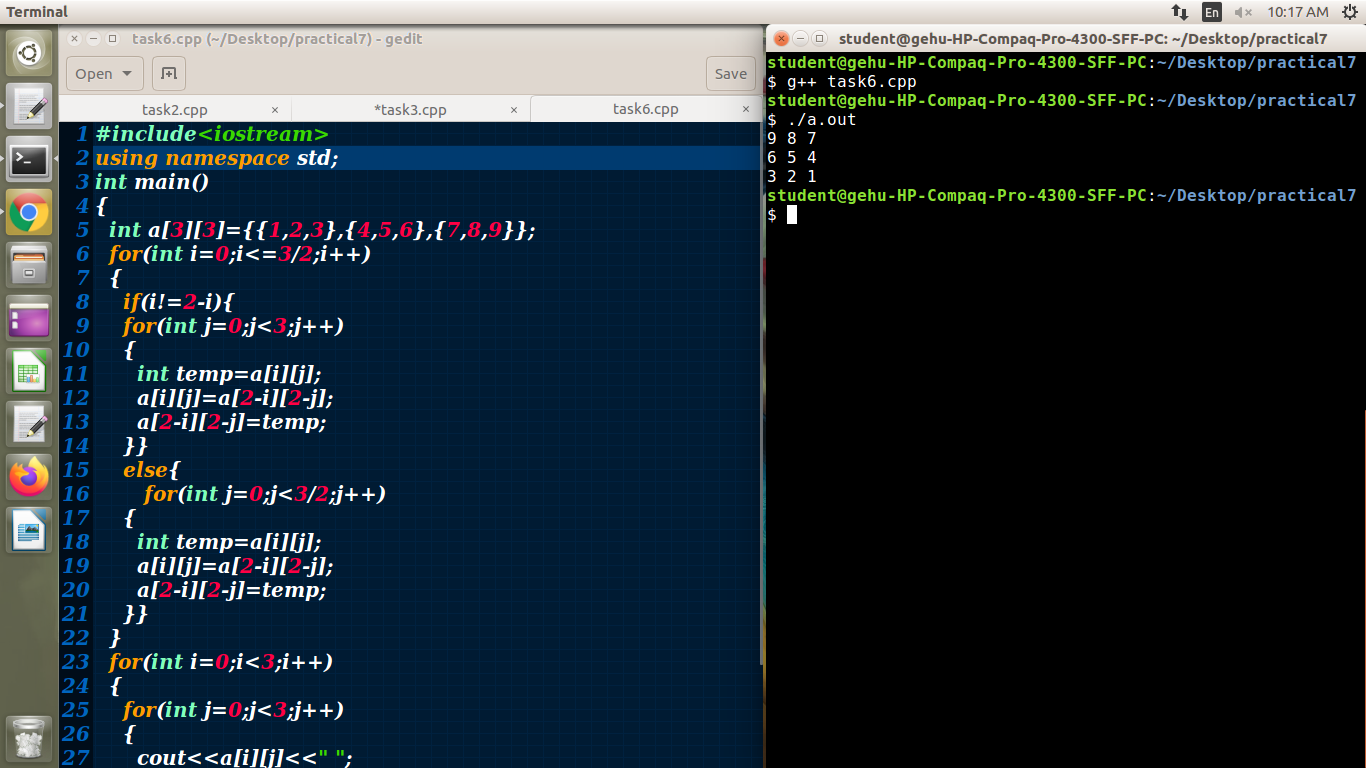 Terminal
En
10:17 AM
task6.cpp (~/Desktop/practical7) - gedit
Open
Save
task2.cpp
*task3.cpp
task6.cpp
1 #include<iostream>
2 using namespace std;
3 int main()
4 {
5 int a[3][3]={{1,2,3},{4,5,6},{7,8,9}};
6 for(int i=0;i<=3/2;i++)
7 {
8 if(i!=2-i){
9 for(int j=0;j<3;j++)
10 {
11 int temp=a[i][j];
12 a[i][j]=a[2-i][2-j];
13 a[2-i][2-j]=temp;
14 }}
15 else{
16 for(int j=0;j<3/2;j++)
17 {
18 int temp=a[i][j];
19 a[i][j]=a[2-i][2-j];
20 a[2-i][2-j]=temp;
21 }}
22 }
23 for(int i=0;i<3;i++)
24 {
25 for(int j=0;j<3;j++)
26 {
27 cout<<a[i][j]<<" ";
student@gehu-HP-Compaq-Pro-4300-SFF-PC: ~/Desktop/practical7
student@gehu-HP-Compaq-Pro-4300-SFF-PC:~/Desktop/practical7
$ g++ task6.cpp
student@gehu-HP-Compaq-Pro-4300-SFF-PC:~/Desktop/practical7
$ ./a.out
9 8 7
6 5 4
3 2 1
student@gehu-HP-Compaq-Pro-4300-SFF-PC:~/Desktop/practical7
$